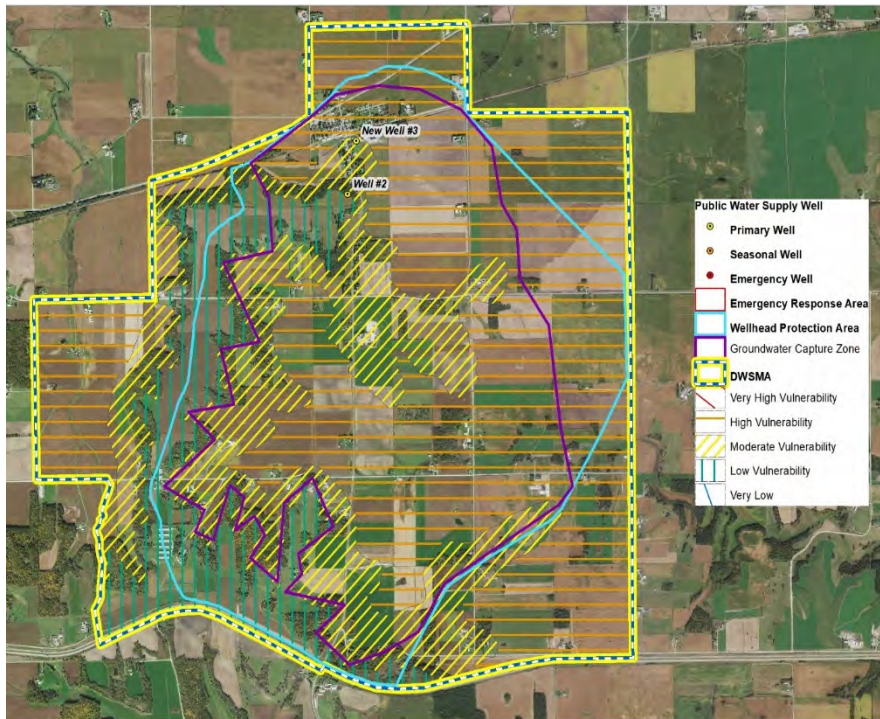 New Well #3
Well #2
Public Water Supply Well
Primary Well
Seasonal Well
Emergency Well
Emergency Response Area
Wellhead Protection Area
Groundwater Capture Zone
DWSMA
Very High Vulnerability
High Vulnerability
Moderate Vulnerability
Low Vulnerability
Very Low